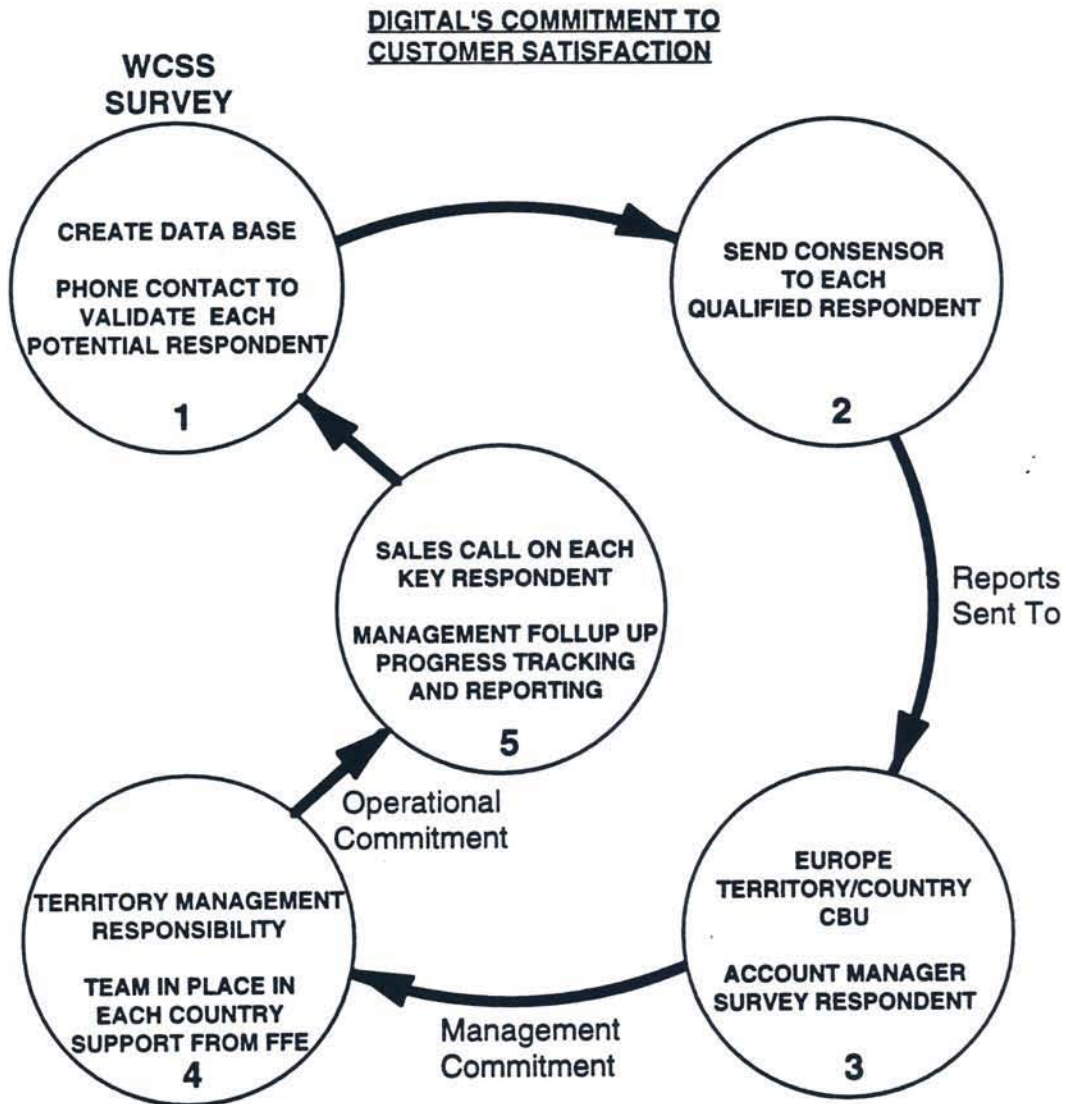 DIGITAL'S COMMITMENT TO
CUSTOMER SATISFACTION
WCSS
SURVEY
CREATE DATA BASE
PHONE CONTACT TO
VALIDATE EACH
POTENTIAL RESPONDENT
1
SEND CONSENSOR
TO EACH
QUALIFIED RESPONDENT
2
Reports
Sent To
EUROPE
TERRITORY/COUNTRY
CBU
ACCOUNT MANAGER
SURVEY RESPONDENT
3
Management
Commitment
TERRITORY MANAGEMENT
RESPONSIBILITY
TEAM IN PLACE IN
EACH COUNTRY
SUPPORT FROM FFE
4
Operational
Commitment
SALES CALL ON EACH
KEY RESPONDENT
MANAGEMENT FOLLUP UP
PROGRESS TRACKING
AND REPORTING
5